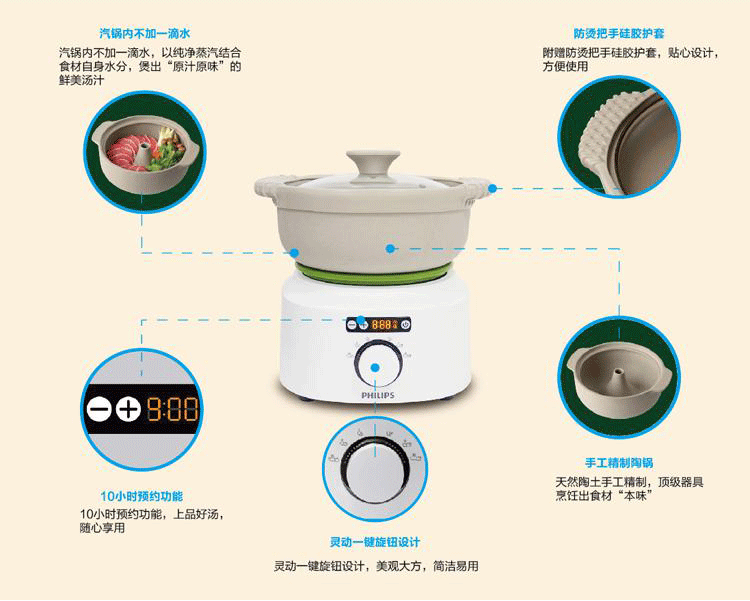 汽锅内不加一滴水
汽锅内不加一滴水，以纯净蒸汽结合
食材自身水分，煲出“原汁原味”的
鲜美汤汁
防烫把手硅胶护套
附赠防烫把手硅胶护套，贴心设计，
方便使用
PHILIPS
9:00
10小时预约功能
10小时预约功能，上品好汤，
随心享用
灵动一键旋钮设计
灵动一键旋钮设计，美观大方，简洁易用
手工精制陶锅
天然陶土手工精制，顶级器具
烹饪出食材“本味”